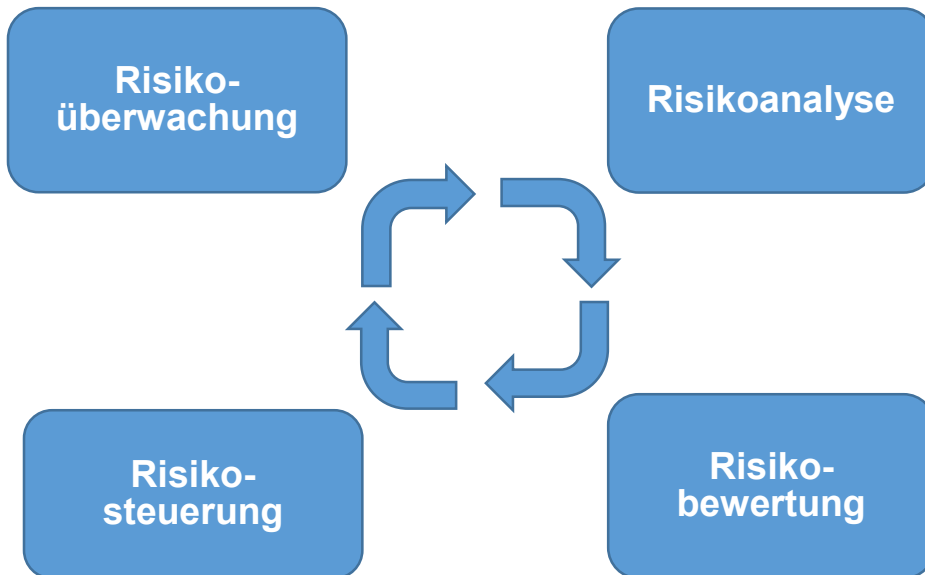 Risiko-
überwachung
Risikoanalyse
Risiko-
steuerung
Risiko-
bewertung